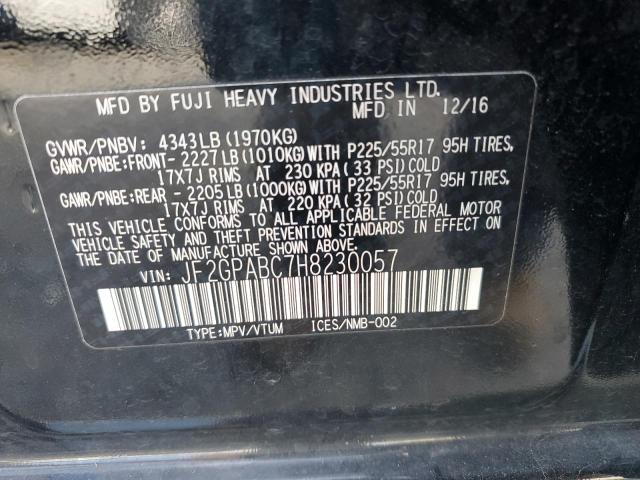 MFD BY FUJI HEAVY INDUSTRIES LTD.
MFD IN 12/16
GVWR/PNBV: 4343LB(1970KG)
GAWR/PNBE:FRONT-2227LB(1010KG)WITH P225/55R17 95H TIRES,
17X7J RIMS AT 230 KPA(33 PSI)COLD
GAWR/PNBE:REAR -2205LB(1000KG)WITH P225/55R17 95H TIRES,
17X7J RIMS AT 220 KPA(32 PSI)COLD
THIS VEHICLE CONFORMS TO ALL APPLICABLE FEDERAL MOTOR
VEHICLE SAFETY AND THEFT PREVENTION STANDARDS IN EFFECT ON
THE DATE OF MANUFACTURE SHOWN ABOVE.
VIN: JF2GPABC7H8230057
TYPE:MPV/VTUM ICES/NMB-002